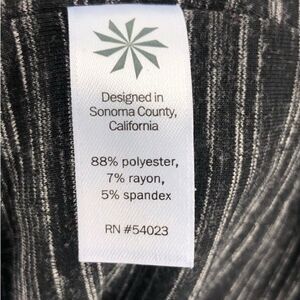 Designed in
Sonoma County,
California
88% polyester,
7% rayon,
5% spandex
RN #54023